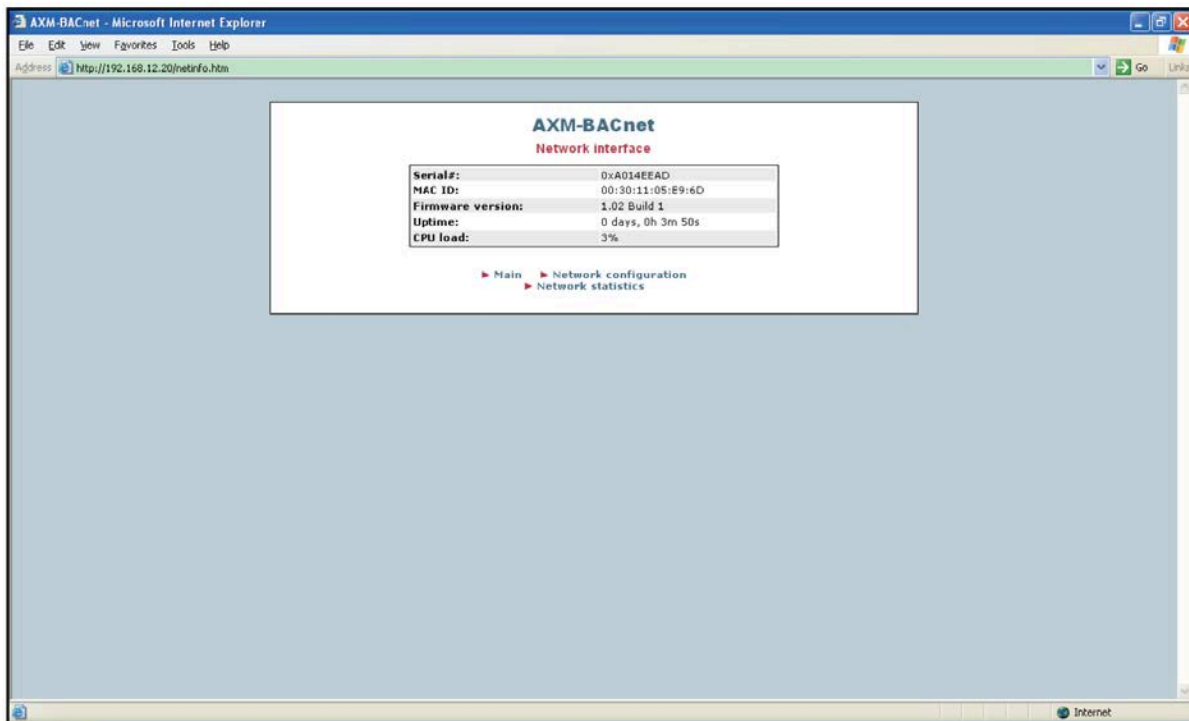 AXM-BACnet - Microsoft Internet Explorer
File Edit View Favorites Tools Help
Address http://192.168.12.20/netinfo.htm Go Links
AXM-BACnet
Network interface
Serial#: 0xA014EEAD
MAC ID: 00:30:11:05:E9:6D
Firmware version: 1.02 Build 1
Uptime: 0 days, 0h 3m 50s
CPU load: 3%
Main Network configuration
Network statistics
Internet